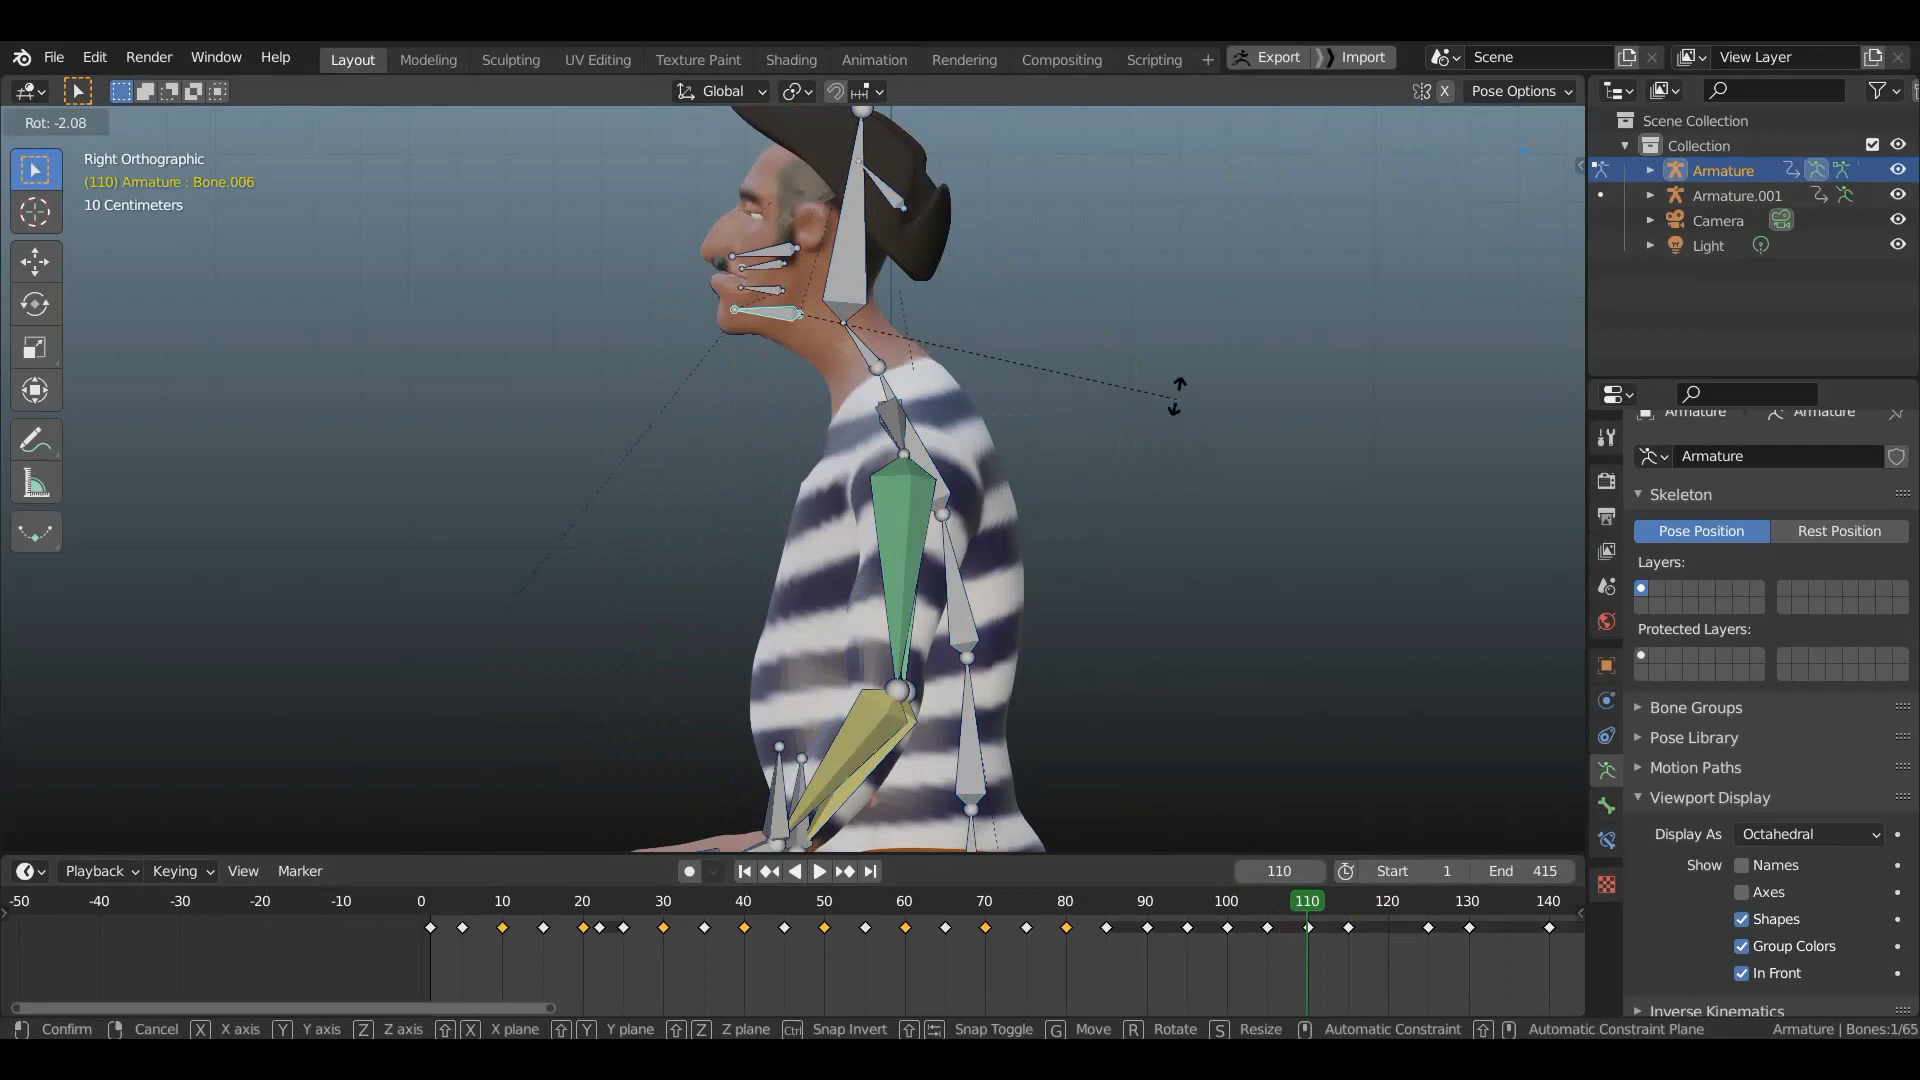 File Edit Render Window Help Layout Modeling Sculpting UV Editing Texture Paint Shading Animation Rendering Compositing Scripting + Export Import Scene View Layer
Global X Pose Options
Rot: -2.08
Right Orthographic
(110) Armature : Bone.006
10 Centimeters
Scene Collection
Collection
Armature
Armature.001
Camera
Light
Armature Armature
Armature
Skeleton
Pose Position Rest Position
Layers:
Protected Layers:
Bone Groups
Pose Library
Motion Paths
Viewport Display
Display As Octahedral
Show Names
Axes
Shapes
Group Colors
In Front
Inverse Kinematics
Playback Keying View Marker 110 Start 1 End 415
-50 -40 -30 -20 -10 0 10 20 30 40 50 60 70 80 90 100 110 120 130 140
Confirm Cancel X X axis Y Y axis Z Z axis X X plane Y Y plane Z Z plane Ctrl Snap Invert Snap Toggle G Move R Rotate S Resize Automatic Constraint Automatic Constraint Plane Armature | Bones:1/65